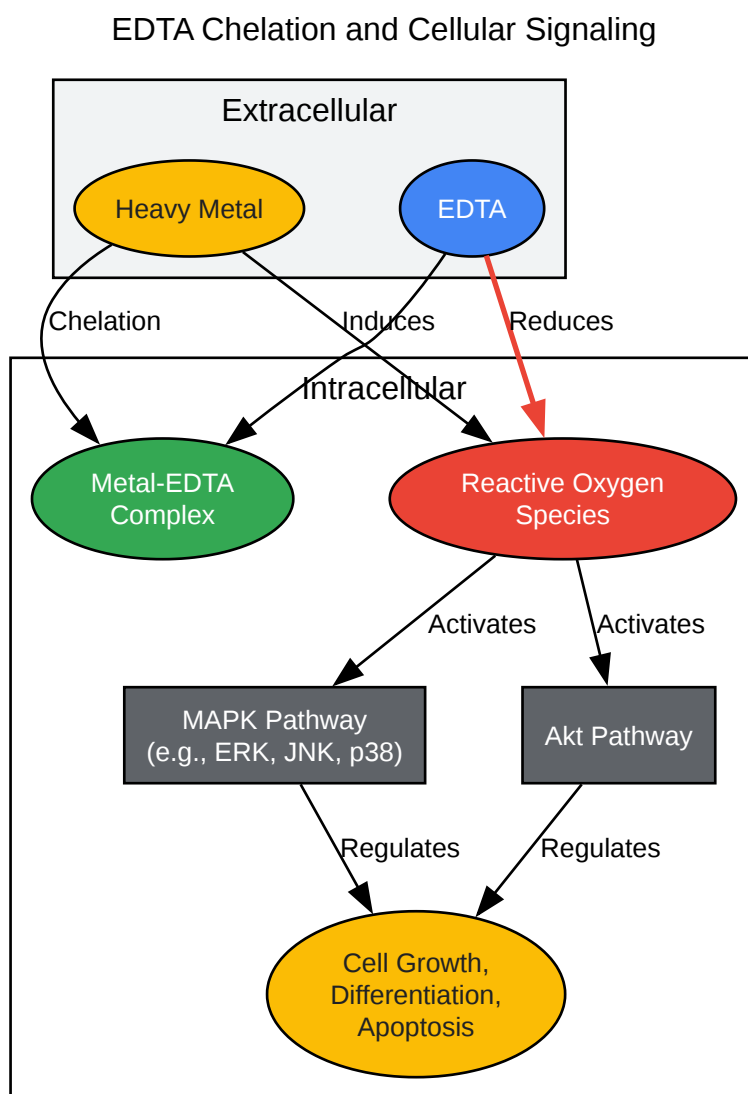 EDTA Chelation and Cellular Signaling
Extracellular
Heavy Metal
EDTA
Chelation
Induces
Reduces
Intracellular
Metal-EDTA
Complex
Reactive Oxygen
Species
Activates
Activates
MAPK Pathway
(e.g., ERK, JNK, p38)
Akt Pathway
Regulates
Regulates
Cell Growth,
Differentiation,
Apoptosis